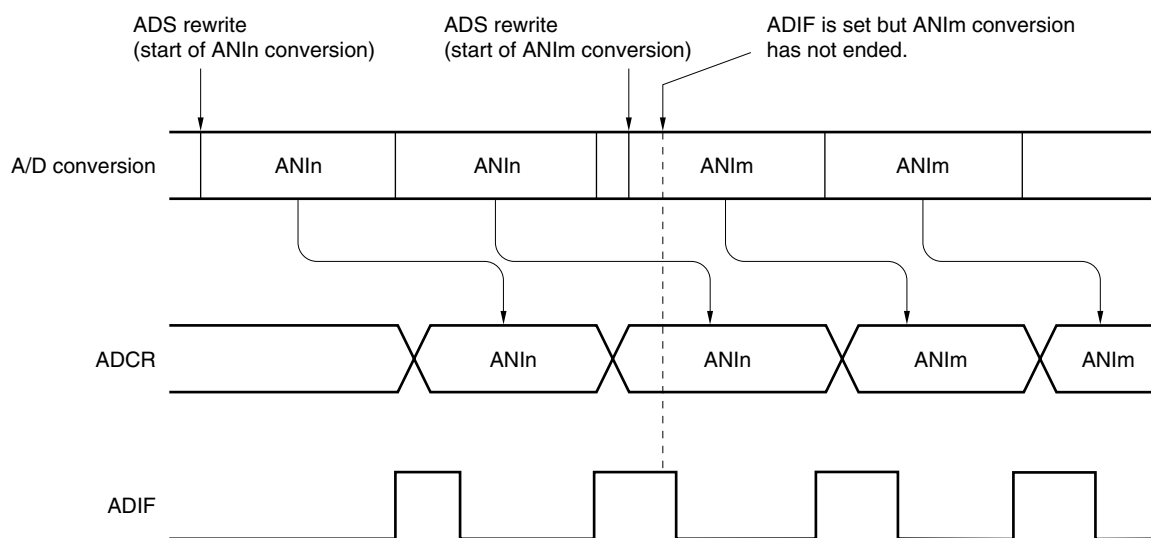 ADS rewrite
(start of ANIn conversion)
ADS rewrite
(start of ANIm conversion)
ADIF is set but ANIm conversion
has not ended.
A/D conversion
ANIn
ANIn
ANIm
ANIm
ADCR
ANIn
ANIn
ANIm
ANIm
ADIF